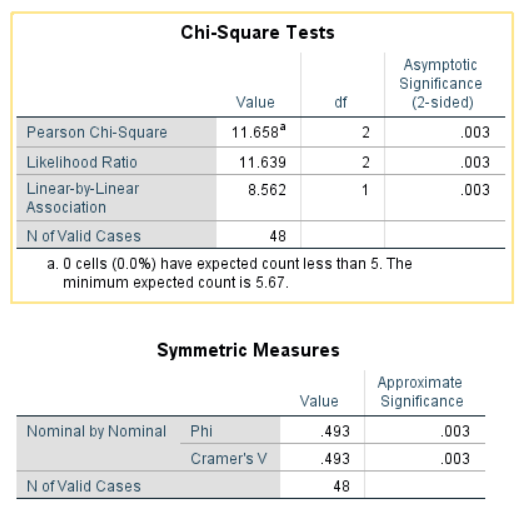 Chi-Square Tests
Asymptotic
Significance
Value df (2-sided)
Pearson Chi-Square 11.658a 2 .003
Likelihood Ratio 11.639 2 .003
Linear-by-Linear 8.562 1 .003
Association
N of Valid Cases 48
a. 0 cells (0.0%) have expected count less than 5. The
minimum expected count is 5.67.
Symmetric Measures
Approximate
Value Significance
Nominal by Nominal Phi .493 .003
Cramer's V .493 .003
N of Valid Cases 48